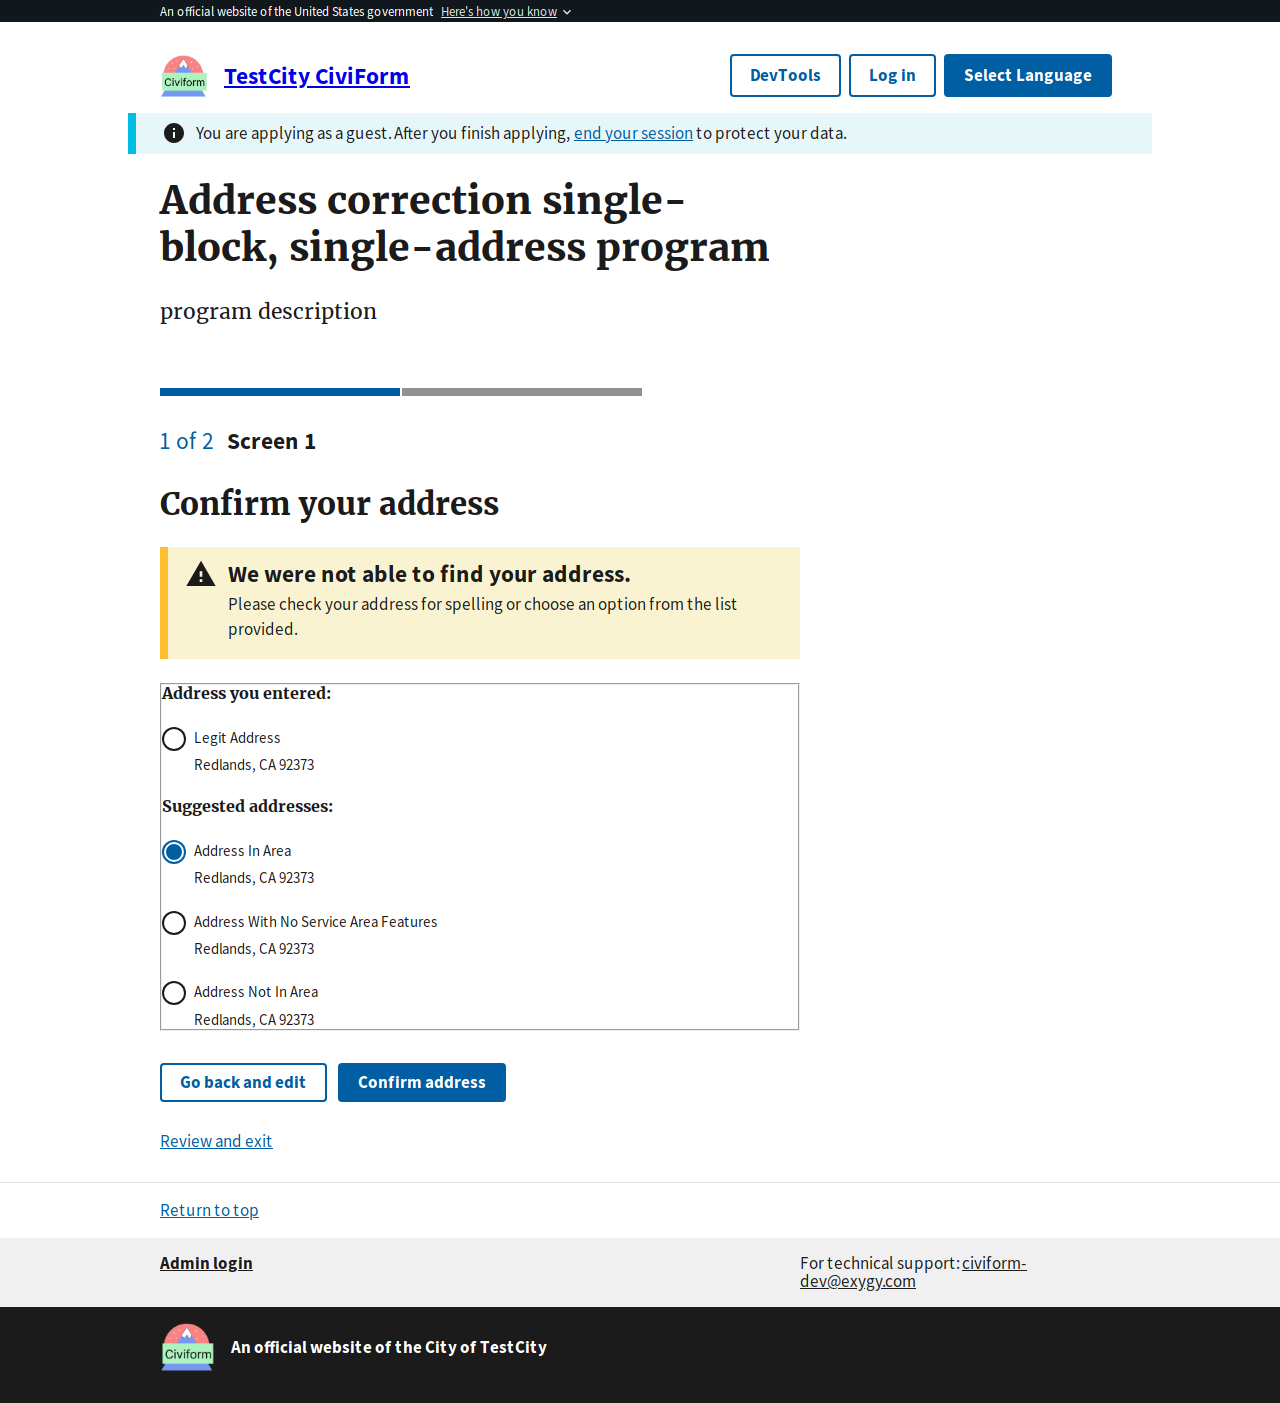 An official website of the United States government Here's how you know
Civiform
TestCity CiviForm
DevTools
Log in
Select Language
You are applying as a guest. After you finish applying, end your session to protect your data.
Address correction single-
block, single-address program
program description
1 of 2 Screen 1
Confirm your address
We were not able to find your address.
Please check your address for spelling or choose an option from the list
provided.
Address you entered:
Legit Address
Redlands, CA 92373
Suggested addresses:
Address In Area
Redlands, CA 92373
Address With No Service Area Features
Redlands, CA 92373
Address Not In Area
Redlands, CA 92373
Go back and edit
Confirm address
Review and exit
Return to top
Admin login
For technical support: civiform-
dev@exygy.com
Civiform
An official website of the City of TestCity